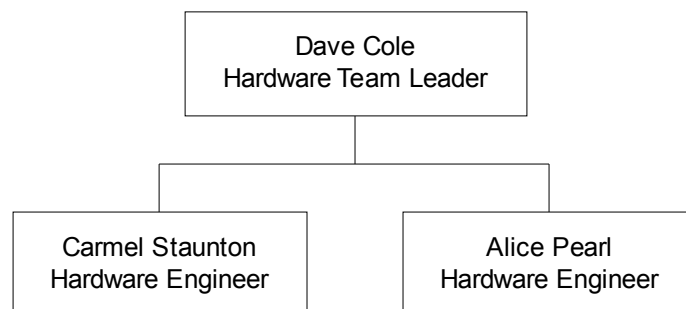 Dave Cole
Hardware Team Leader
Carmel Staunton
Hardware Engineer
Alice Pearl
Hardware Engineer